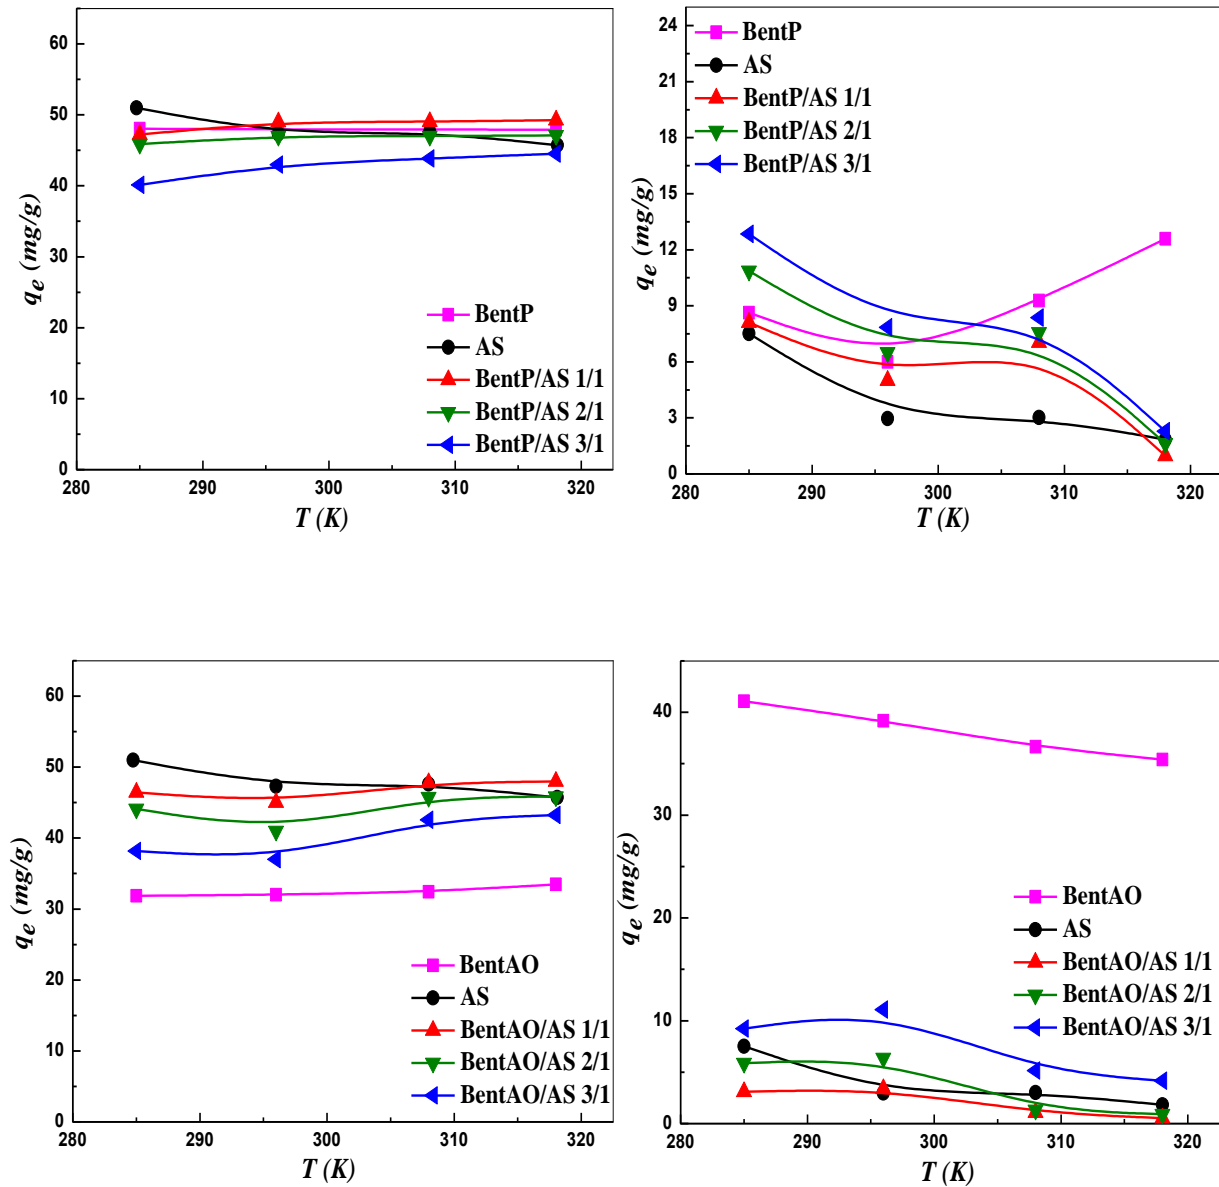 60
50
40
30
20
10
0
q_e (mg/g)
BentP
AS
BentP/AS 1/1
BentP/AS 2/1
BentP/AS 3/1
280 290 300 310 320
T (K)
24
21
18
15
12
9
6
3
0
q_e (mg/g)
BentP
AS
BentP/AS 1/1
BentP/AS 2/1
BentP/AS 3/1
280 290 300 310 320
T (K)
60
50
40
30
20
10
0
q_e (mg/g)
BentAO
AS
BentAO/AS 1/1
BentAO/AS 2/1
BentAO/AS 3/1
280 290 300 310 320
T (K)
40
30
20
10
0
q_e (mg/g)
BentAO
AS
BentAO/AS 1/1
BentAO/AS 2/1
BentAO/AS 3/1
280 290 300 310 320
T (K)